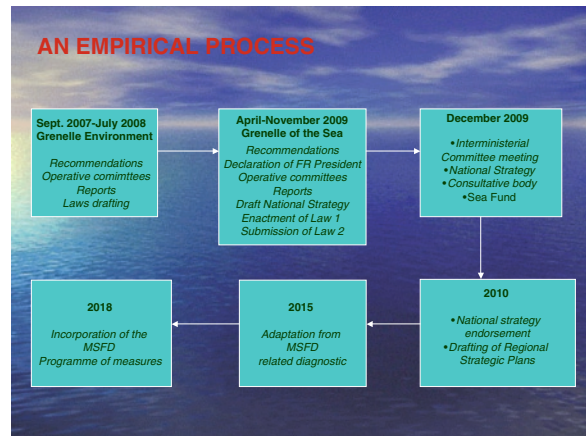 AN EMPIRICAL PROCESS
Sept. 2007-July 2008
Grenelle Environment
Recommendations
Operative comimttees
Reports
Laws drafting
April-November 2009
Grenelle of the Sea
Recommendations
Declaration of FR President
Operative committees
Reports
Draft National Strategy
Enactment of Law 1
Submission of Law 2
December 2009
•Interministerial
Committee meeting
•National Strategy
•Consultative body
•Sea Fund
2010
•National strategy
endorsement
•Drafting of Regional
Strategic Plans
2015
Adaptation from
MSFD
related diagnostic
2018
Incorporation of the
MSFD
Programme of measures